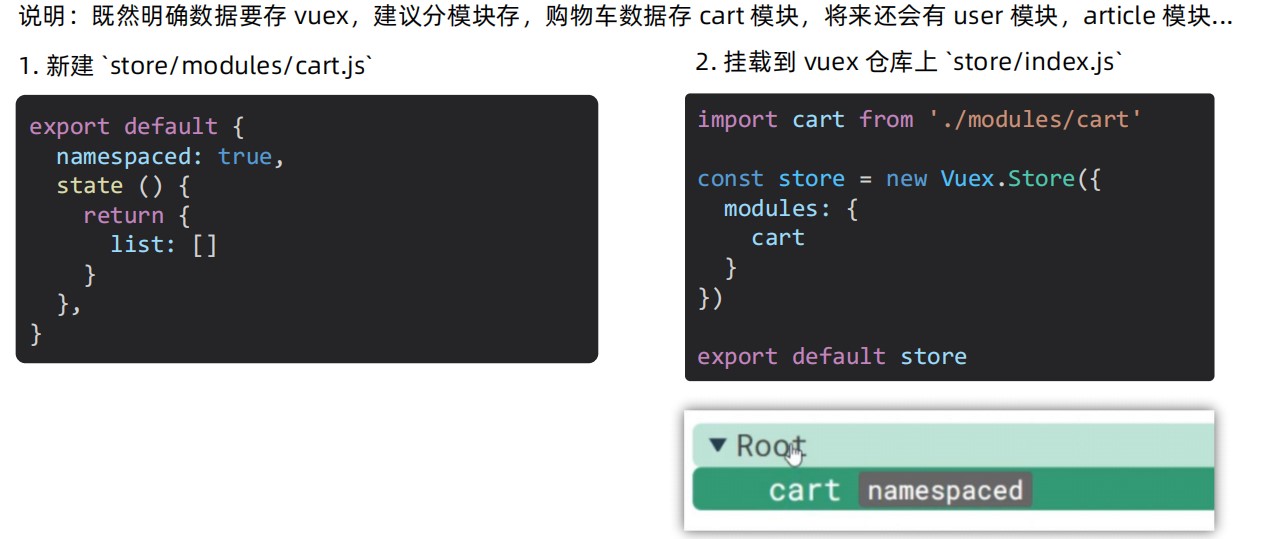 说明：既然明确数据要存 vuex，建议分模块存，购物车数据存 cart 模块，将来还会有 user 模块，article 模块...
1. 新建 `store/modules/cart.js`
export default {
  namespaced: true,
  state () {
    return {
      list: []
    }
  },
}
2. 挂载到 vuex 仓库上 `store/index.js`
import cart from './modules/cart'
const store = new Vuex.Store({
  modules: {
    cart
  }
})
export default store
Root
cart namespaced